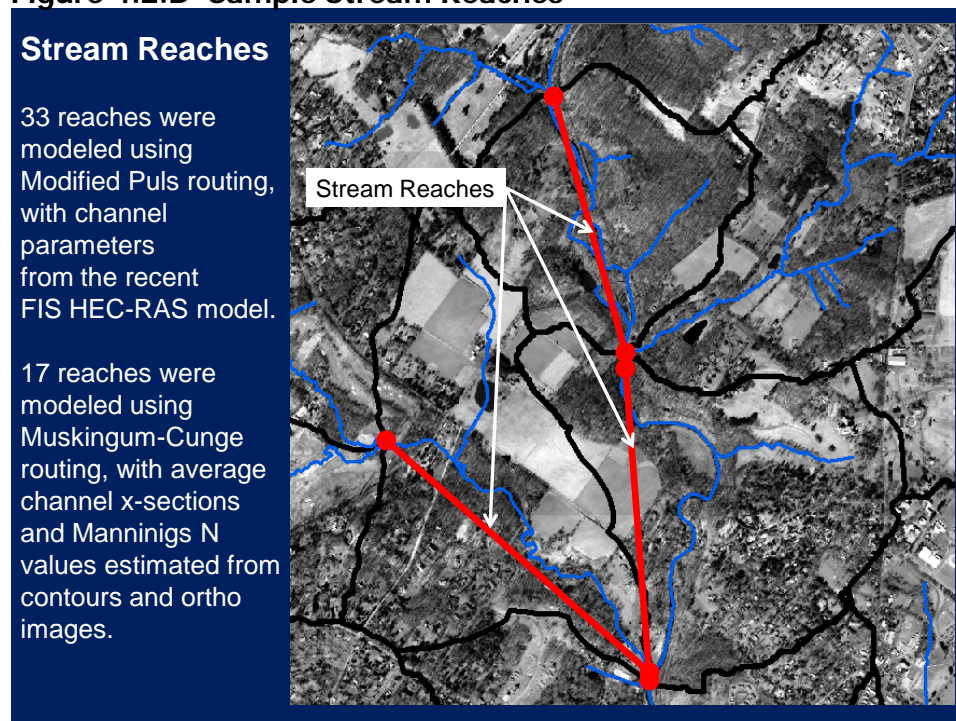 Figure 4.2.B Sample Stream Reaches
Stream Reaches
33 reaches were
modeled using
Modified Puls routing,
with channel
parameters
from the recent
FIS HEC-RAS model.
17 reaches were
modeled using
Muskingum-Cunge
routing, with average
channel x-sections
and Manninigs N
values estimated from
contours and ortho
images.
Stream Reaches